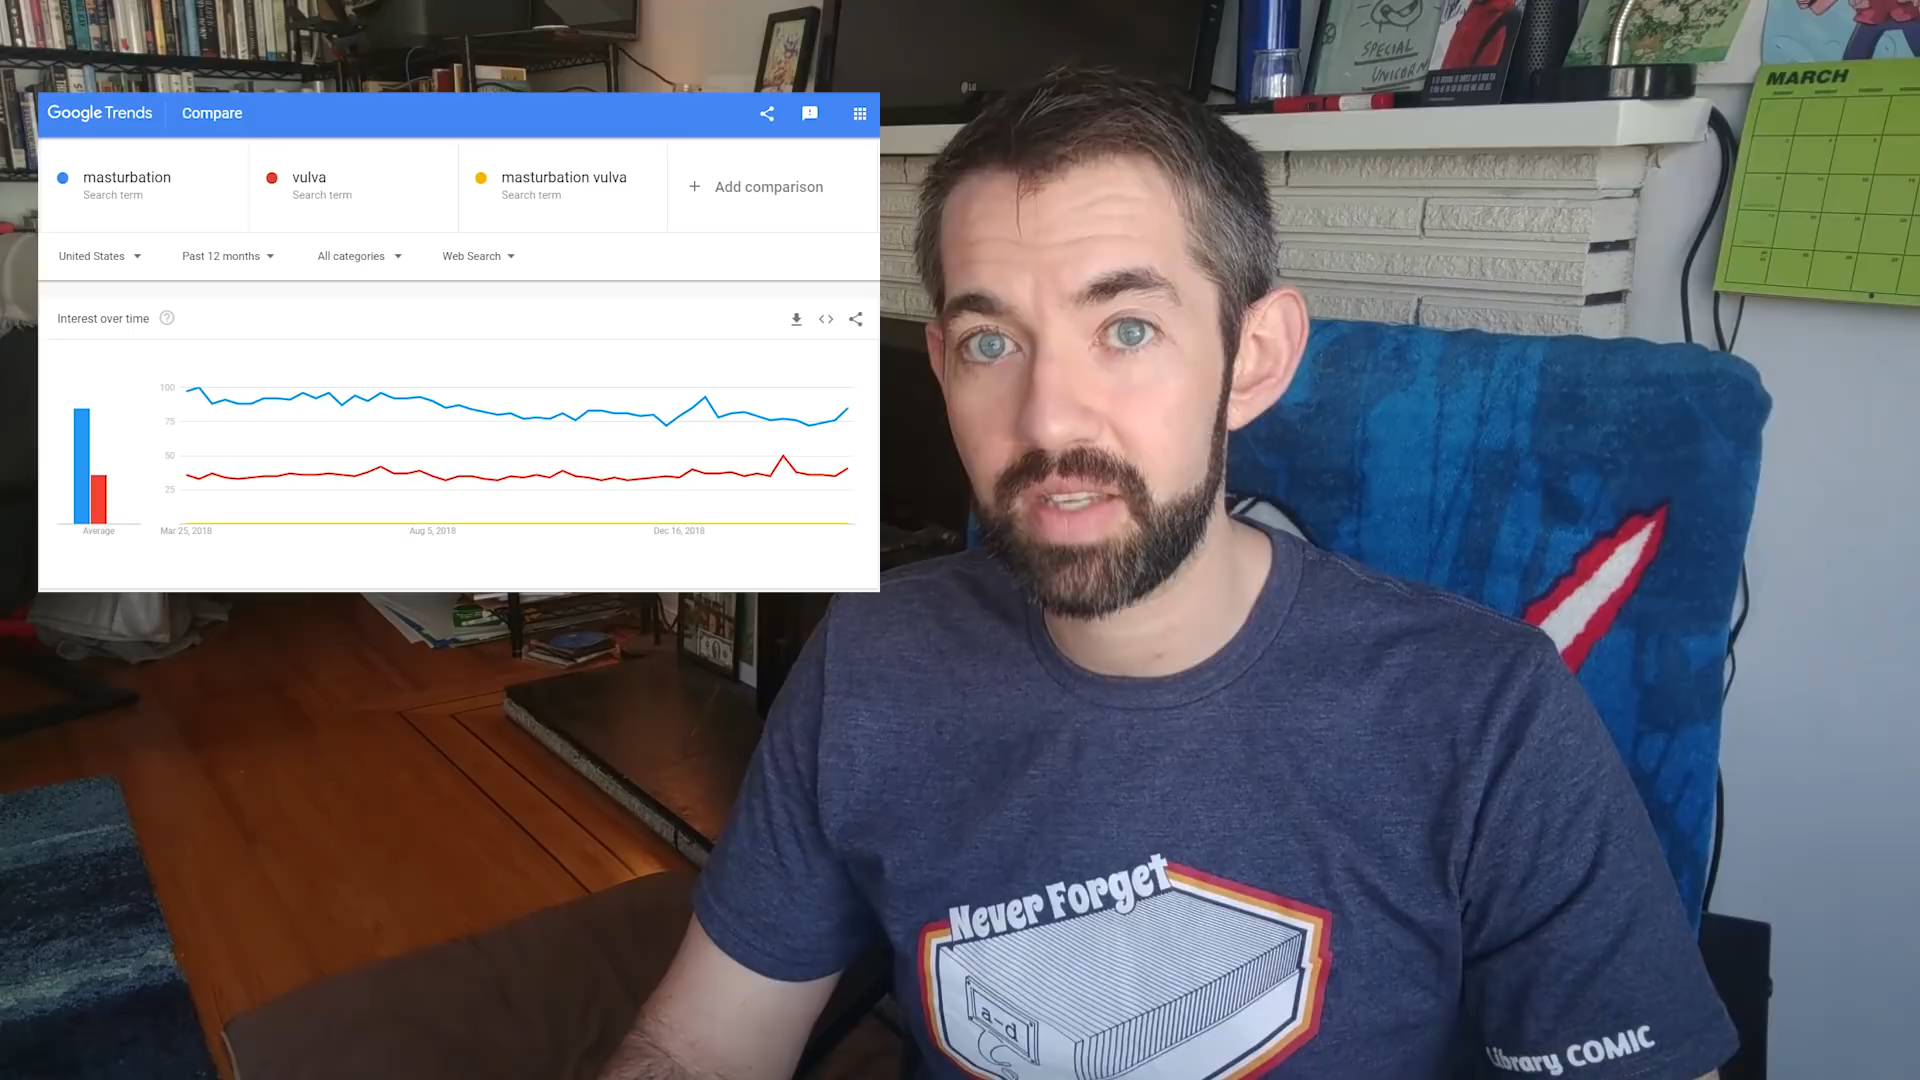 Google Trends Compare
masturbation
Search term
vulva
Search term
masturbation vulva
Search term
+ Add comparison
United States
Past 12 months
All categories
Web Search
Interest over time
100
75
50
25
Average
Mar 25, 2018
Aug 5, 2018
Dec 16, 2018
SPECIAL
UNICORN
LG
MARCH
Never Forget
a-d
Library COMIC